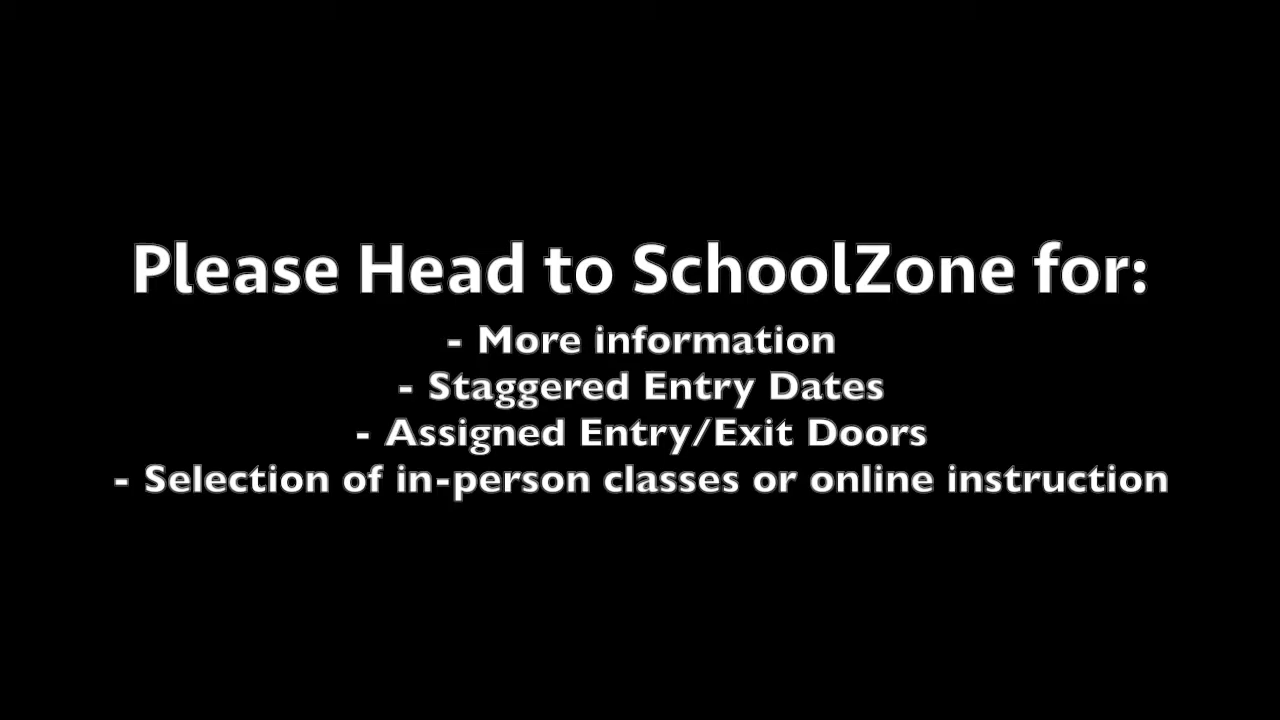 Please Head to SchoolZone for:
- More information
- Staggered Entry Dates
- Assigned Entry/Exit Doors
- Selection of in-person classes or online instruction